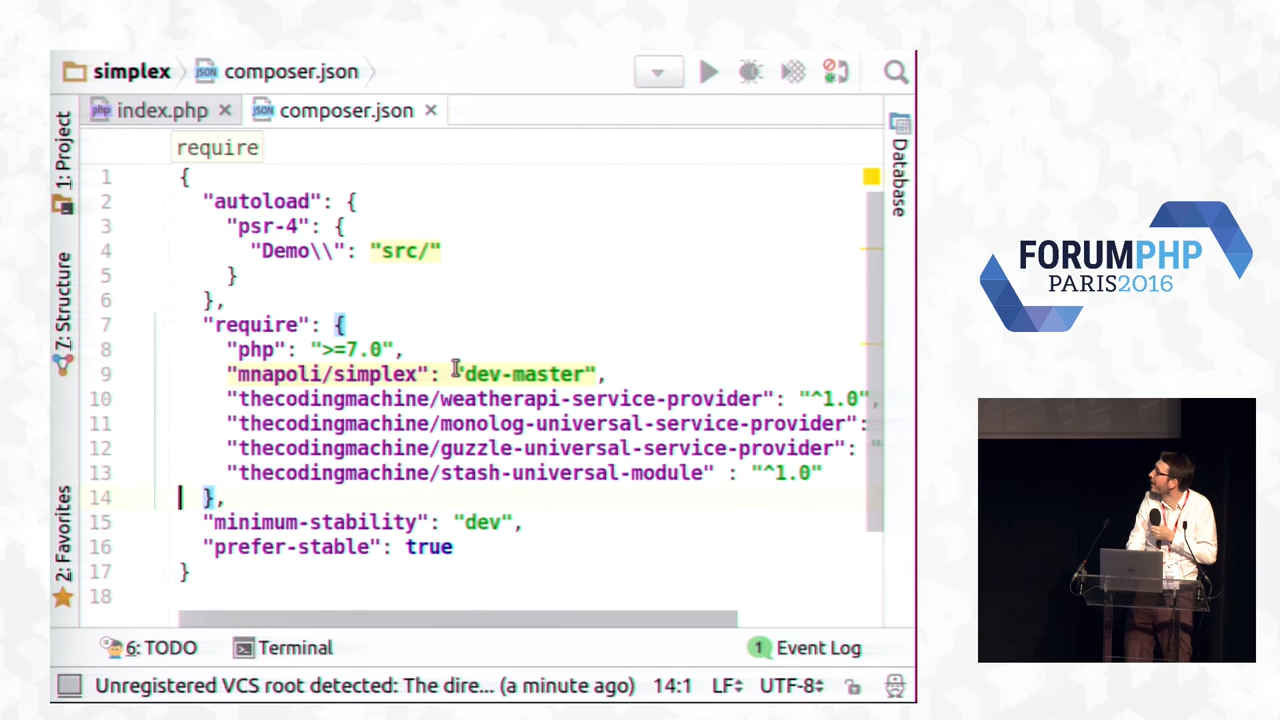 simplex composer.json
index.php composer.json
require
1: Project
7: Structure
2: Favorites
Database
1 {
2 "autoload": {
3 "psr-4": {
4 "Demo\\": "src/"
5 }
6 },
7 "require": {
8 "php": ">=7.0",
9 "mnapoli/simplex": "dev-master",
10 "thecodingmachine/weatherapi-service-provider": "^1.0",
11 "thecodingmachine/monolog-universal-service-provider":
12 "thecodingmachine/guzzle-universal-service-provider": "
13 "thecodingmachine/stash-universal-module" : "^1.0"
14 },
15 "minimum-stability": "dev",
16 "prefer-stable": true
17 }
18
6: TODO Terminal 1 Event Log
Unregistered VCS root detected: The dire... (a minute ago) 14:1 LF UTF-8
FORUMPHP
PARIS2016